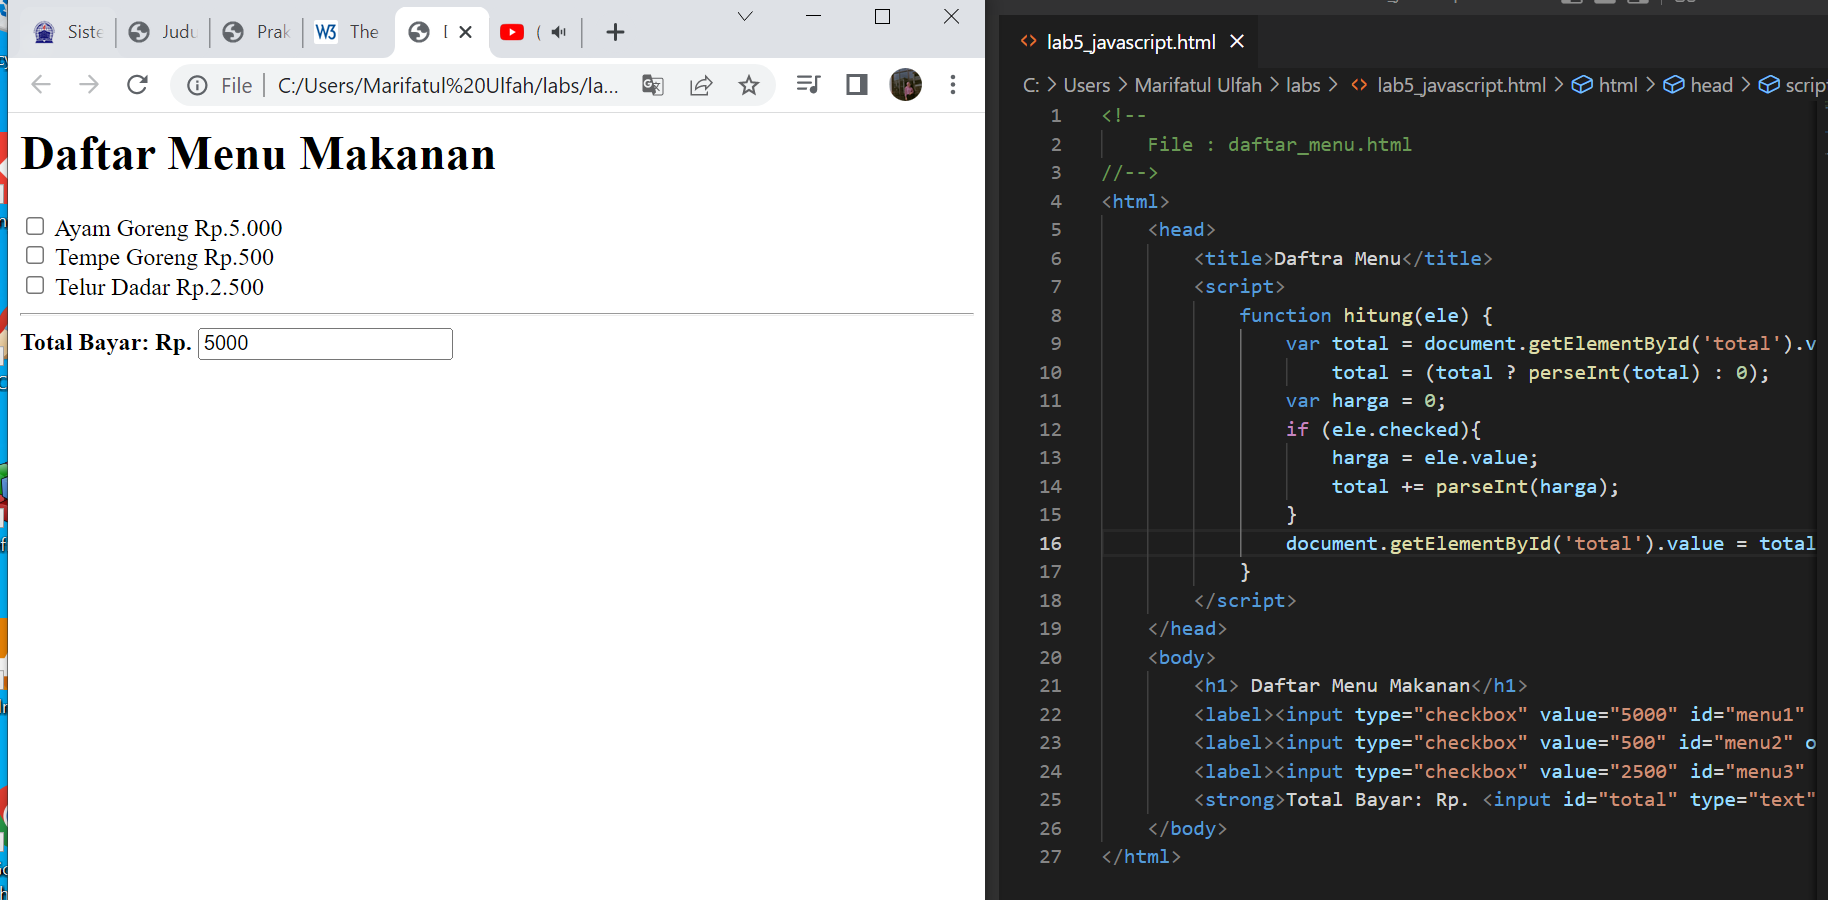 Siste
Judu
Prak
W3 The
File C:/Users/Marifatul%20Ulfah/labs/la...
Daftar Menu Makanan
Ayam Goreng Rp.5.000
Tempe Goreng Rp.500
Telur Dadar Rp.2.500
Total Bayar: Rp. 5000
lab5_javascript.html
C: > Users > Marifatul Ulfah > labs > lab5_javascript.html > html > head > scrip
1 <!--
2 File : daftar_menu.html
3 //-->
4 <html>
5 <head>
6 <title>Daftra Menu</title>
7 <script>
8 function hitung(ele) {
9 var total = document.getElementById('total').v
10 total = (total ? perseInt(total) : 0);
11 var harga = 0;
12 if (ele.checked){
13 harga = ele.value;
14 total += parseInt(harga);
15 }
16 document.getElementById('total').value = total
17 }
18 </script>
19 </head>
20 <body>
21 <h1> Daftar Menu Makanan</h1>
22 <label><input type="checkbox" value="5000" id="menu1"
23 <label><input type="checkbox" value="500" id="menu2" o
24 <label><input type="checkbox" value="2500" id="menu3"
25 <strong>Total Bayar: Rp. <input id="total" type="text"
26 </body>
27 </html>